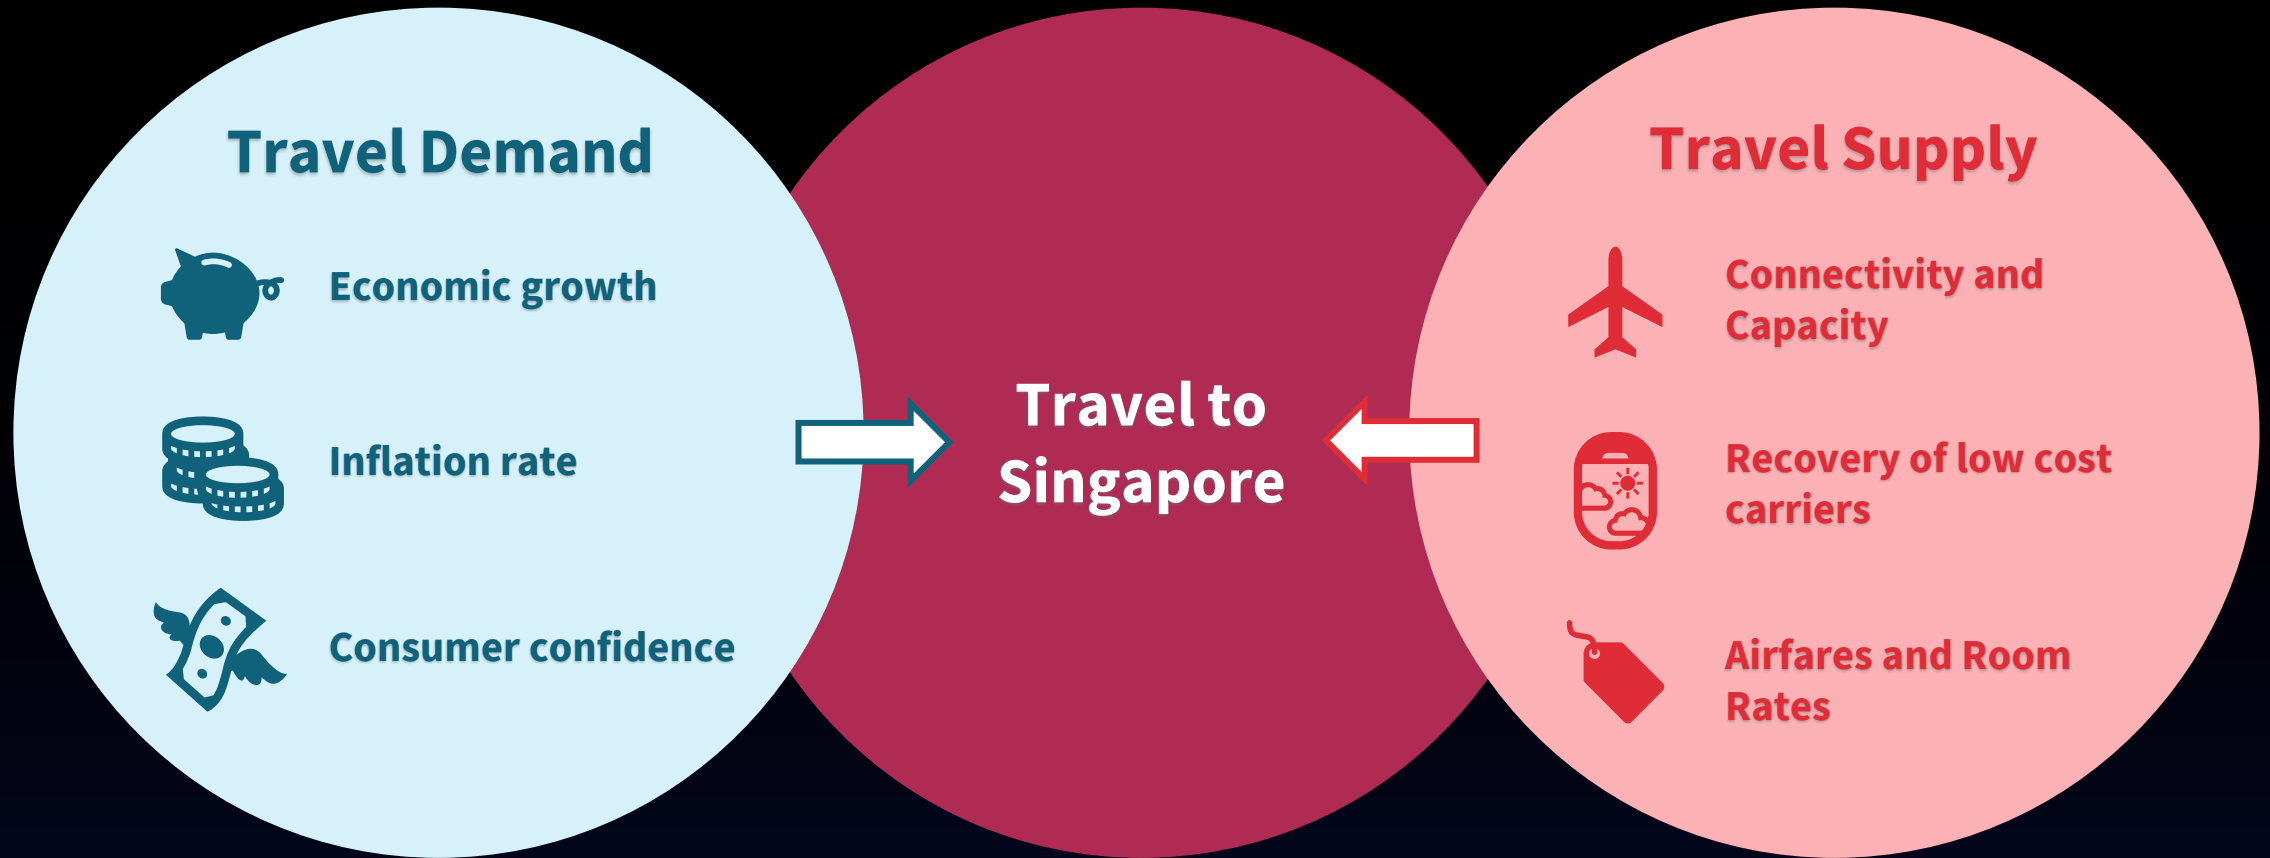 Travel Demand
Economic growth
Inflation rate
Consumer confidence
Travel to
Singapore
Travel Supply
Connectivity and
Capacity
Recovery of low cost
carriers
Airfares and Room
Rates